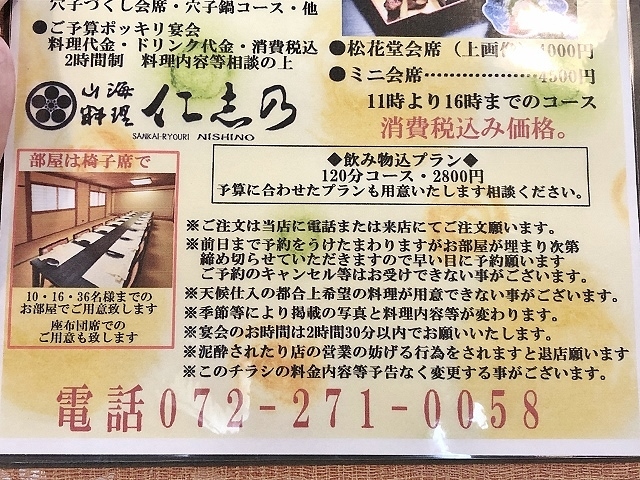 穴子づくし会席・穴子鍋コース・他
●ご予算ポッキリ宴会
料理代金・ドリンク代金・消費税込
2時間制 料理内容等相談の上
山海料理 仁志乃
SANKAI-RYOURI NISHINO
●松花堂会席(上画 4000円
●ミニ会席‥‥‥‥‥‥4500円
11時より16時までのコース
消費税込み価格。
部屋は椅子席で
10・16・36名様までの
お部屋でご用意致します
座布団席での
ご用意も致します
◆飲み物込プラン◆
120分コース・2800円
予算に合わせたプランも用意いたします相談ください。
※ご注文は当店に電話または来店にてご注文願います。
※前日まで予約をうけたまわりますがお部屋が埋まり次第
締め切らせていただきますので早い目に予約願います
ご予約のキャンセル等はお受けできない事がございます。
※天候仕入の都合上希望の料理が用意できない事がございます。
※季節等により掲載の写真と料理内容等が変わります。
※宴会のお時間は2時間30分以内でお願いいたします。
※泥酔されたり店の営業の妨げる行為をされますと退店願います
※このチラシの料金内容等予告なく変更する事がございます。
電話072-271-0058